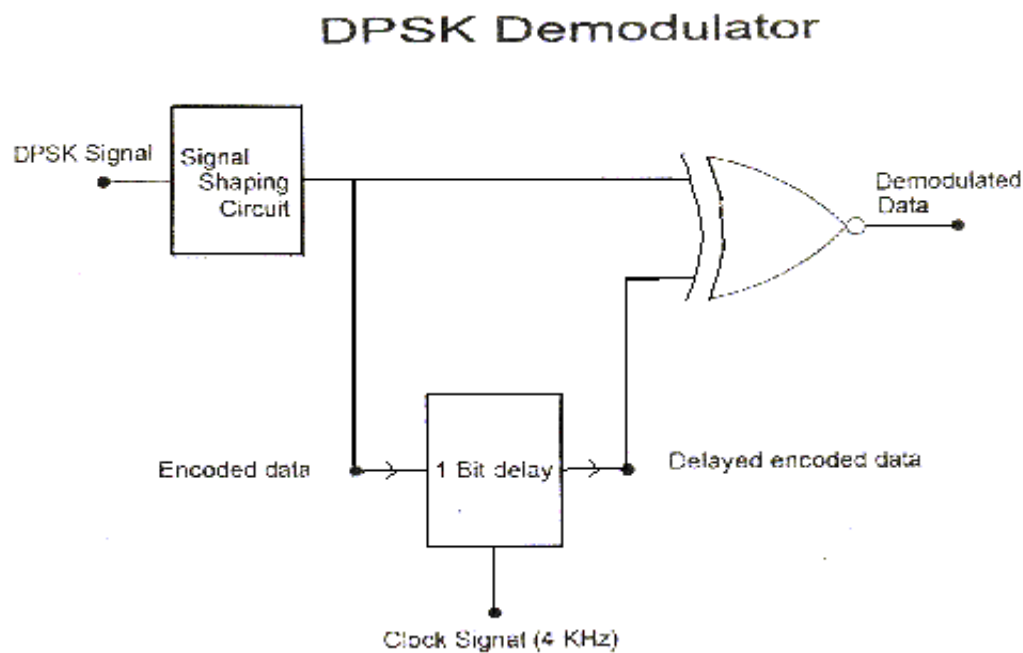 DPSK Demodulator
DPSK Signal
Signal
Shaping
Circuit
Demodulated
Data
Encoded data
1 Bit delay
Delayed encoded data
Clock Signal (4 KHz)